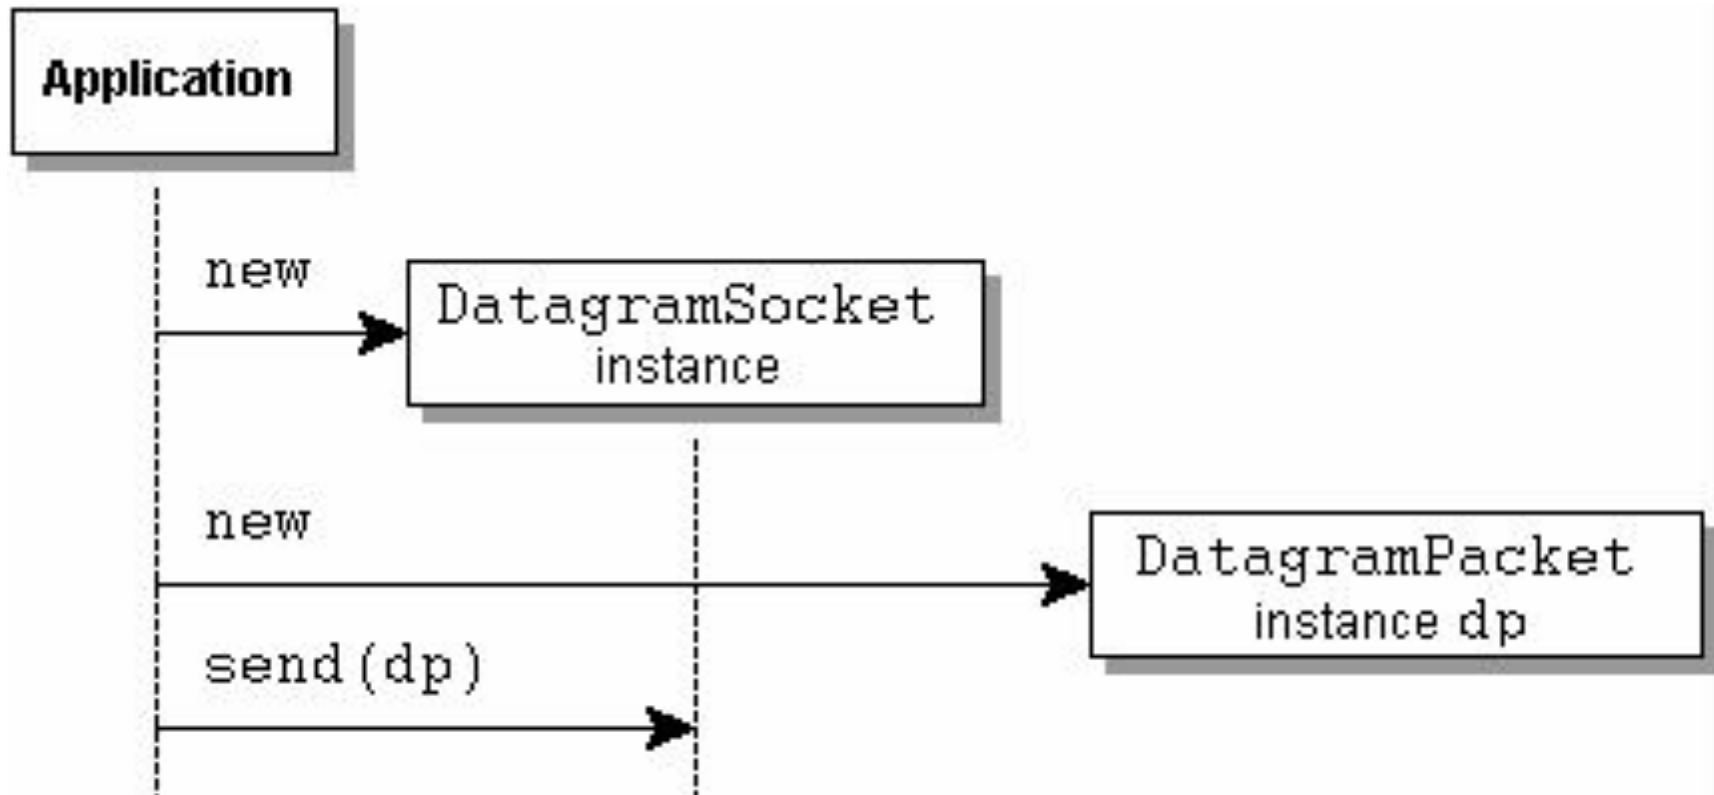 Application
new
DatagramSocket
instance
new
DatagramPacket
instance dp
send(dp)